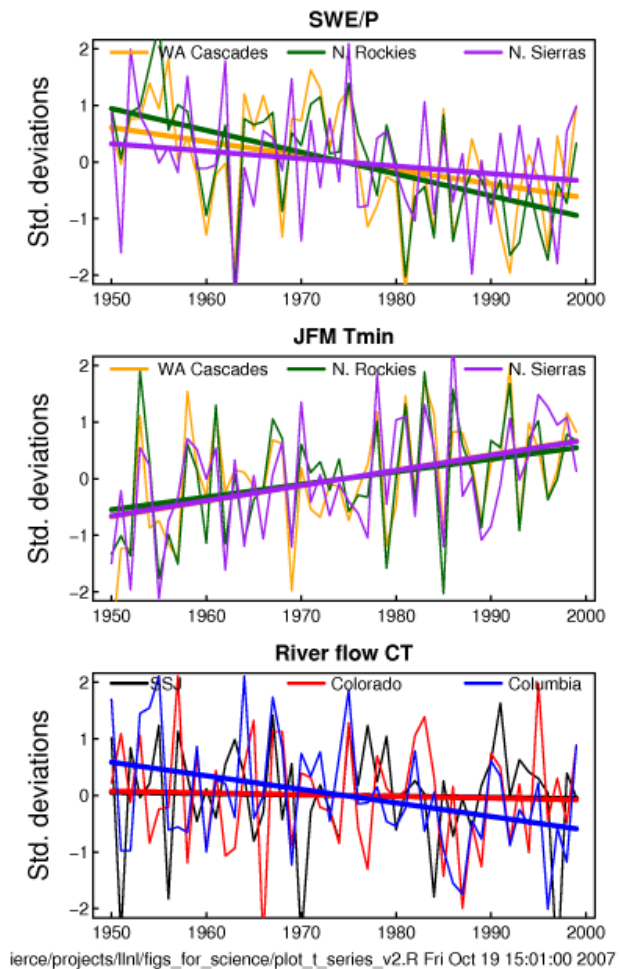 SWE/P
WA Cascades N. Rockies N. Sierras
Std. deviations
2
1
0
−1
−2
1950 1960 1970 1980 1990 2000
JFM Tmin
WA Cascades N. Rockies N. Sierras
Std. deviations
2
1
0
−1
−2
1950 1960 1970 1980 1990 2000
River flow CT
SSJ Colorado Columbia
Std. deviations
2
1
0
−1
−2
1950 1960 1970 1980 1990 2000
ierce/projects/llnl/figs_for_science/plot_t_series_v2.R Fri Oct 19 15:01:00 2007